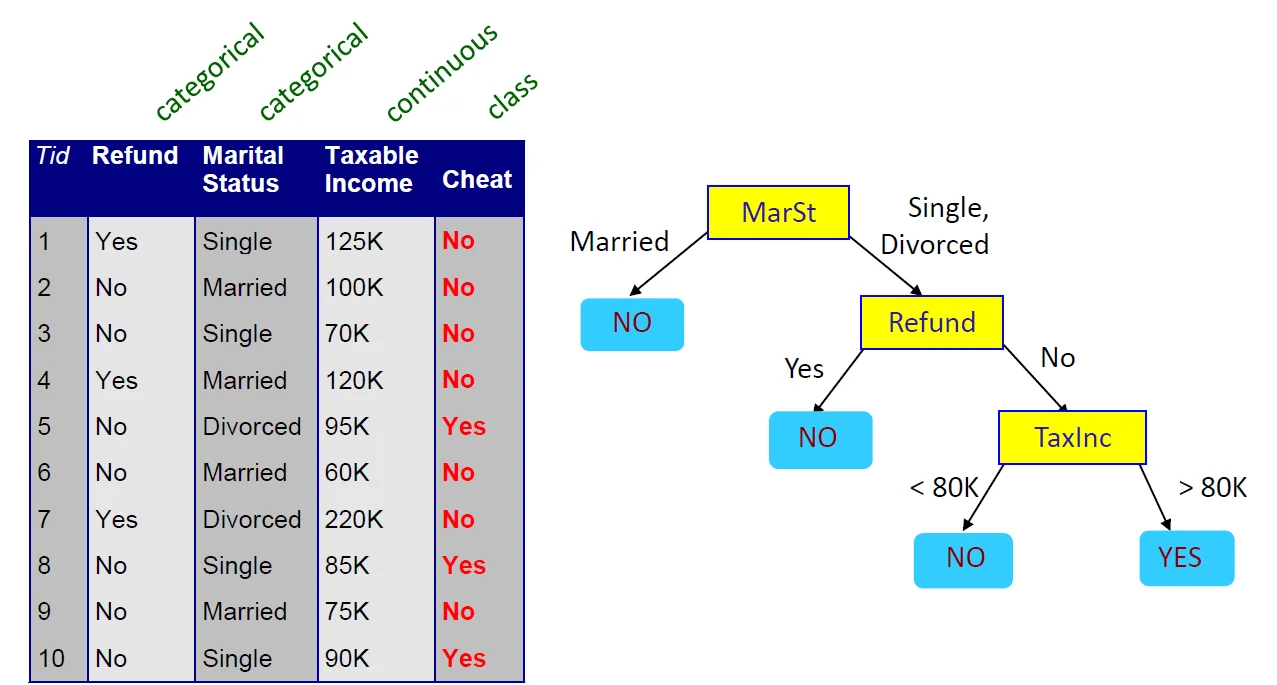 categorical categorical continuous class
Tid Refund Marital Status Taxable Income Cheat
1 Yes Single 125K No
2 No Married 100K No
3 No Single 70K No
4 Yes Married 120K No
5 No Divorced 95K Yes
6 No Married 60K No
7 Yes Divorced 220K No
8 No Single 85K Yes
9 No Married 75K No
10 No Single 90K Yes
MarSt
Married
Single,
Divorced
NO
Refund
Yes
No
NO
TaxInc
< 80K
> 80K
NO
YES